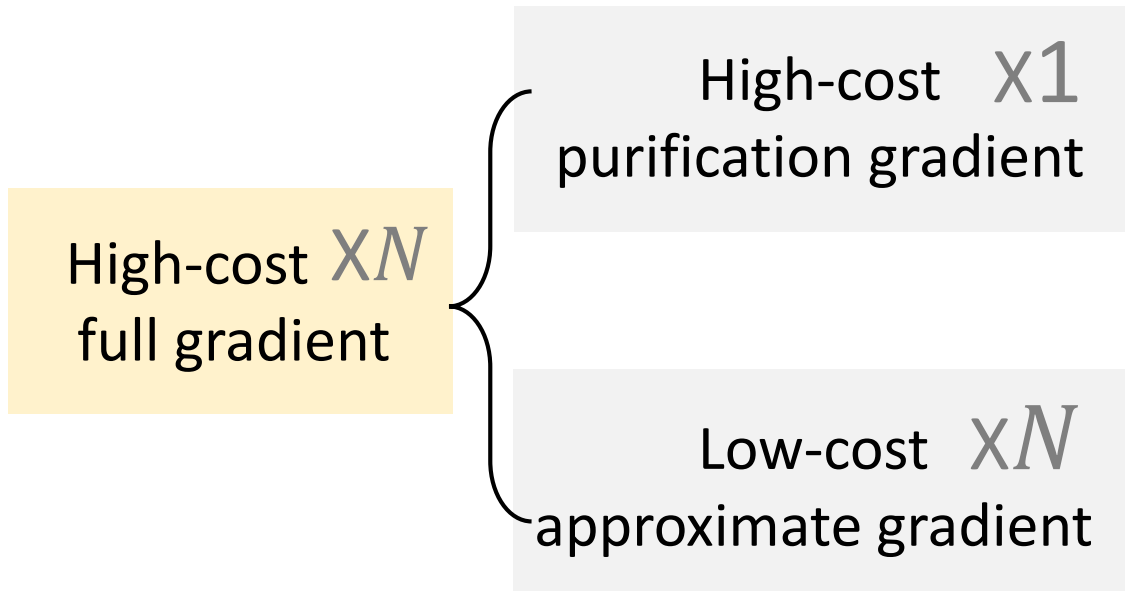 High-cost XN
full gradient
High-cost X1
purification gradient
Low-cost XN
approximate gradient